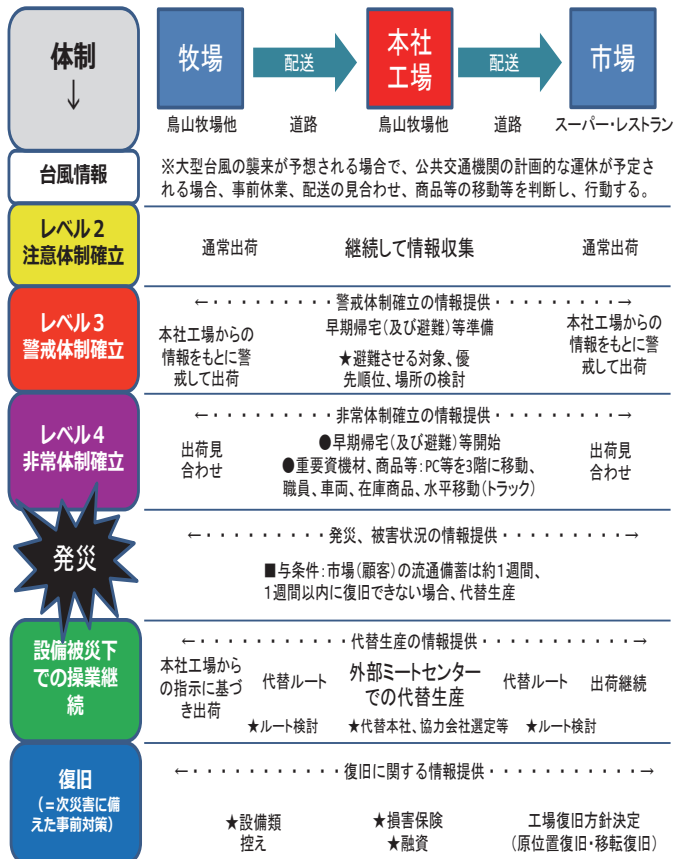 体制
↓
牧場
配送
本社
工場
配送
市場
鳥山牧場他
道路
鳥山牧場他
道路
スーパー・レストラン
台風情報
※大型台風の襲来が予想される場合で、公共交通機関の計画的な運休が予定さ
れる場合、事前休業、配送の見合わせ、商品等の移動等を判断し、行動する。
レベル2
注意体制確立
通常出荷
継続して情報収集
通常出荷
レベル3
警戒体制確立
←・・・・・・・・・・警戒体制確立の情報提供・・・・・・・・・→
本社工場からの
情報をもとに警
戒して出荷
早期帰宅(及び避難)等準備
★避難させる対象、優
先順位、場所の検討
本社工場からの
情報をもとに警
戒して出荷
レベル4
非常体制確立
←・・・・・・・・・・非常体制確立の情報提供・・・・・・・・・→
出荷見
合わせ
●早期帰宅(及び避難)等開始
●重要資機材、商品等:PC等を3階に移動、
職員、車両、在庫商品、水平移動(トラック)
出荷見
合わせ
発災
←・・・・・・・・・発災、被害状況の情報提供・・・・・・・・・→
■与条件:市場(顧客)の流通備蓄は約1週間、
1週間以内に復旧できない場合、代替生産
設備被災下
での操業継
続
←・・・・・・・・・・・代替生産の情報提供・・・・・・・・・・・→
本社工場から
の指示に基づ
き出荷
代替ルート
外部ミートセンター
での代替生産
代替ルート
出荷継続
★ルート検討
★代替本社、協力会社選定等
★ルート検討
復旧
(=次災害に備
えた事前対策)
←・・・・・・・・・・・復旧に関する情報提供・・・・・・・・・・・→
★設備類
控え
★損害保険
★融資
工場復旧方針決定
(原位置復旧・移転復旧)